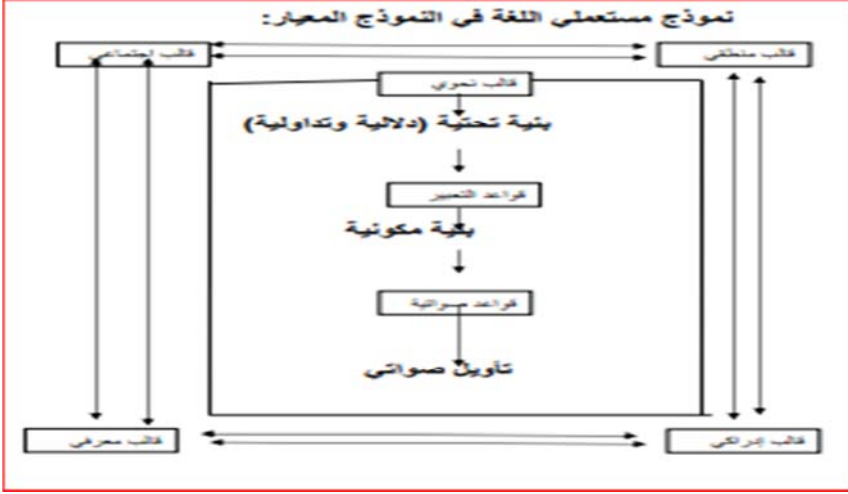 نموذج مستعملي اللغة في النموذج المعيار:
قالب منطقي
قالب اجتماعي
قالب نحوي
بنية تحتية (دلالية وتداولية)
قواعد التعبير
بنية مكونية
قواعد صواتية
تأويل صواتي
قالب إدراكي
قالب معرفي